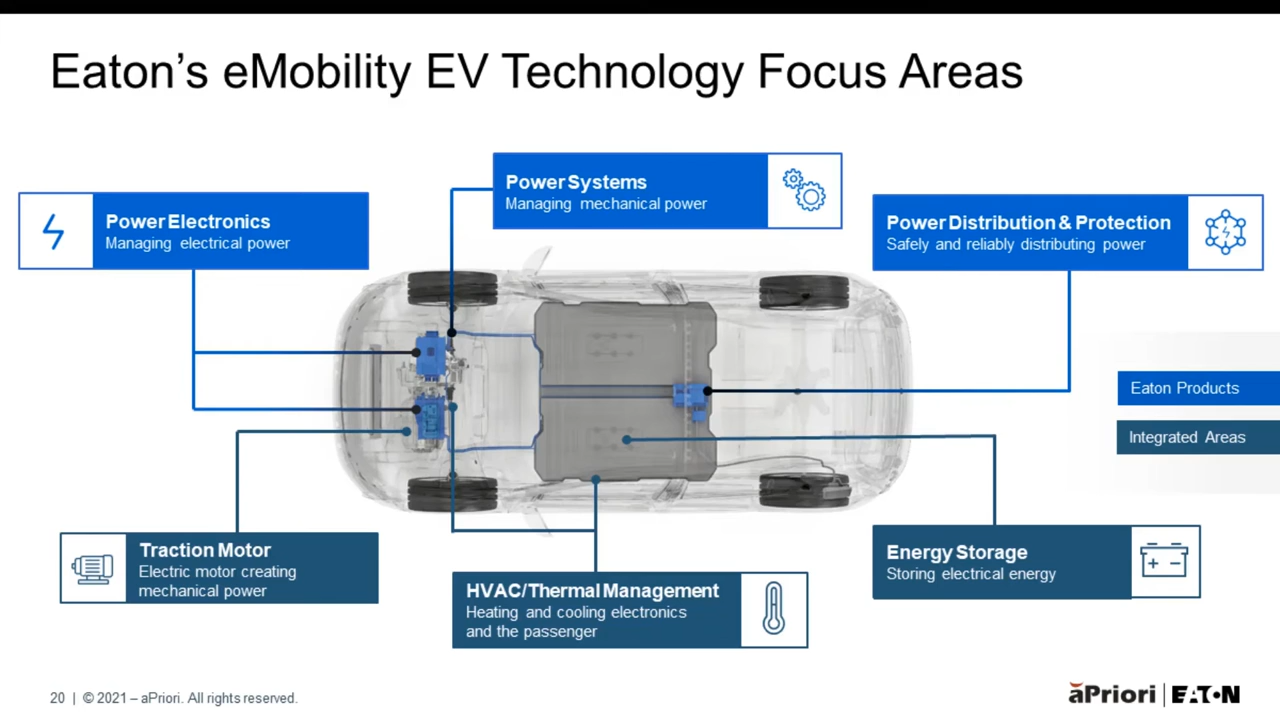 Eaton's eMobility EV Technology Focus Areas
Power Systems
Managing mechanical power
Power Electronics
Managing electrical power
Power Distribution & Protection
Safely and reliably distributing power
Eaton Products
Integrated Areas
Traction Motor
Electric motor creating
mechanical power
HVAC/Thermal Management
Heating and cooling electronics
and the passenger
Energy Storage
Storing electrical energy
20 | © 2021 – aPriori. All rights reserved.
aPriori | EATON